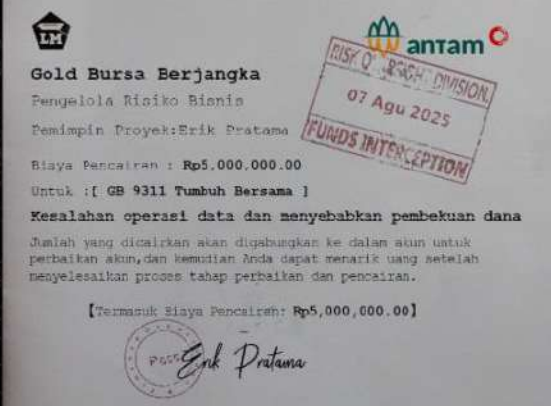 LM
antam
Gold Bursa Berjangka
Pengelola Risiko Bisnis
Pemimpin Proyek:Erik Pratama
RISK DIVISION
07 Agu 2025
FUNDS INTERCEPTION
Biaya Pencairan : Rp5,000,000.00
Untuk :[ GB 9311 Tumbuh Bersama ]
Kesalahan operasi data dan menyebabkan pembekuan dana
Jumlah yang dicairkan akan digabungkan ke dalam akun untuk
perbaikan akun,dan kemudian Anda dapat menarik uang setelah
menyelesaikan proses tahap perbaikan dan pencairan.
【Termasuk Biaya Pencairan: Rp5,000,000.00】
Erik Pratama